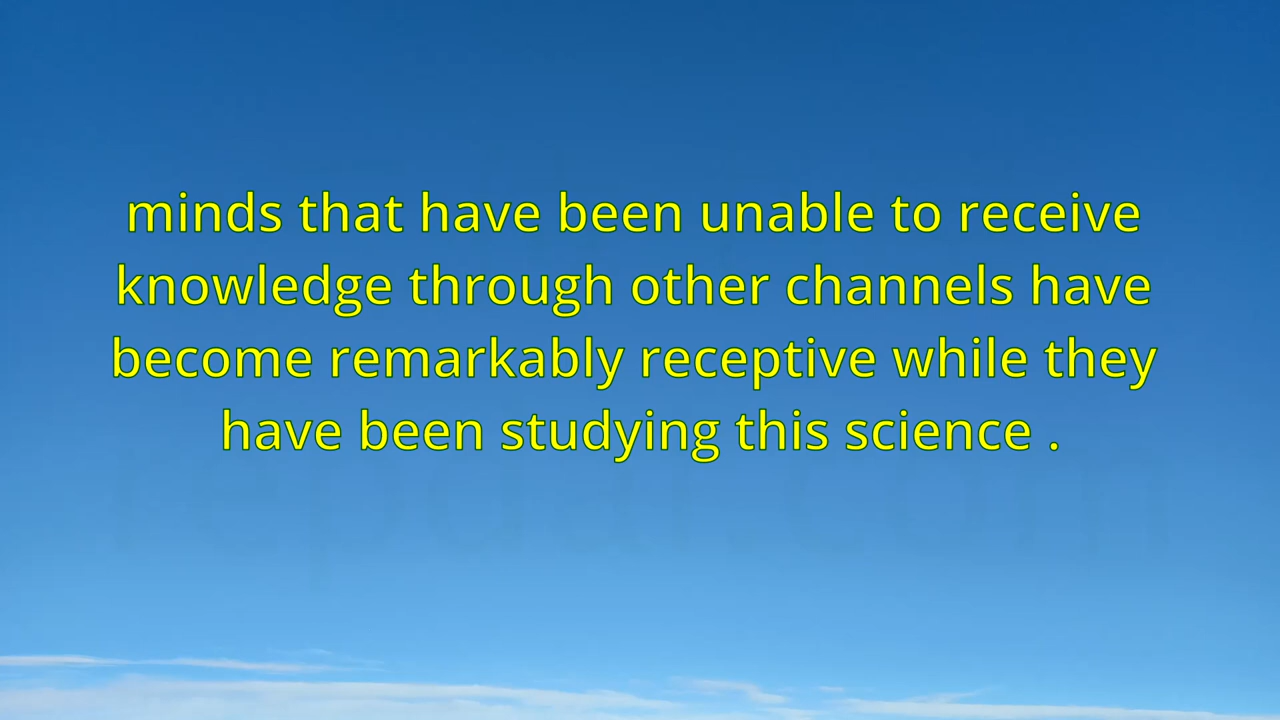 minds that have been unable to receive
knowledge through other channels have
become remarkably receptive while they
have been studying this science .